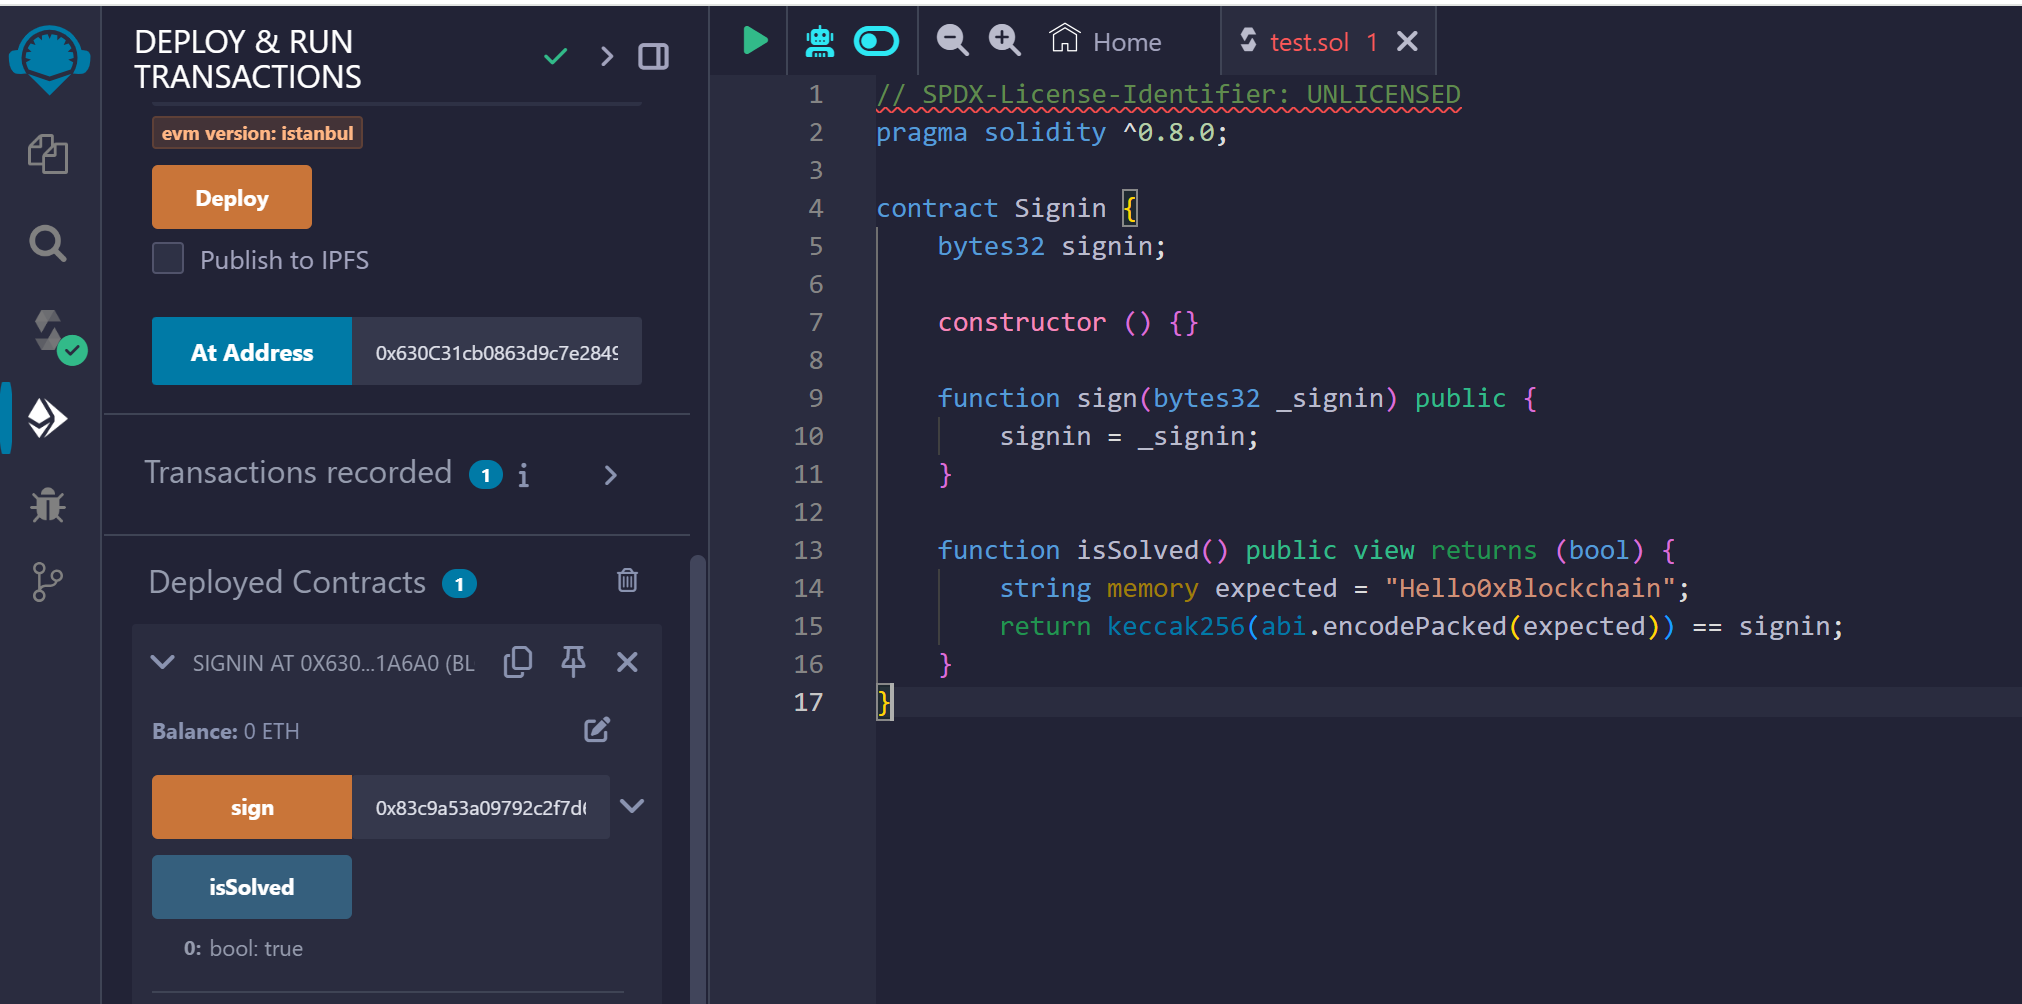 DEPLOY & RUN
TRANSACTIONS
evm version: istanbul
Deploy
Publish to IPFS
At Address 0x630C31cb0863d9c7e2849
Transactions recorded 1 i
Deployed Contracts 1
SIGNIN AT 0X630...1A6A0 (BL
Balance: 0 ETH
sign 0x83c9a53a09792c2f7d6
isSolved
0: bool: true
Home
test.sol 1
1 // SPDX-License-Identifier: UNLICENSED
2 pragma solidity ^0.8.0;
3
4 contract Signin {
5 bytes32 signin;
6
7 constructor () {}
8
9 function sign(bytes32 _signin) public {
10 signin = _signin;
11 }
12
13 function isSolved() public view returns (bool) {
14 string memory expected = "Hello0xBlockchain";
15 return keccak256(abi.encodePacked(expected)) == signin;
16 }
17 }